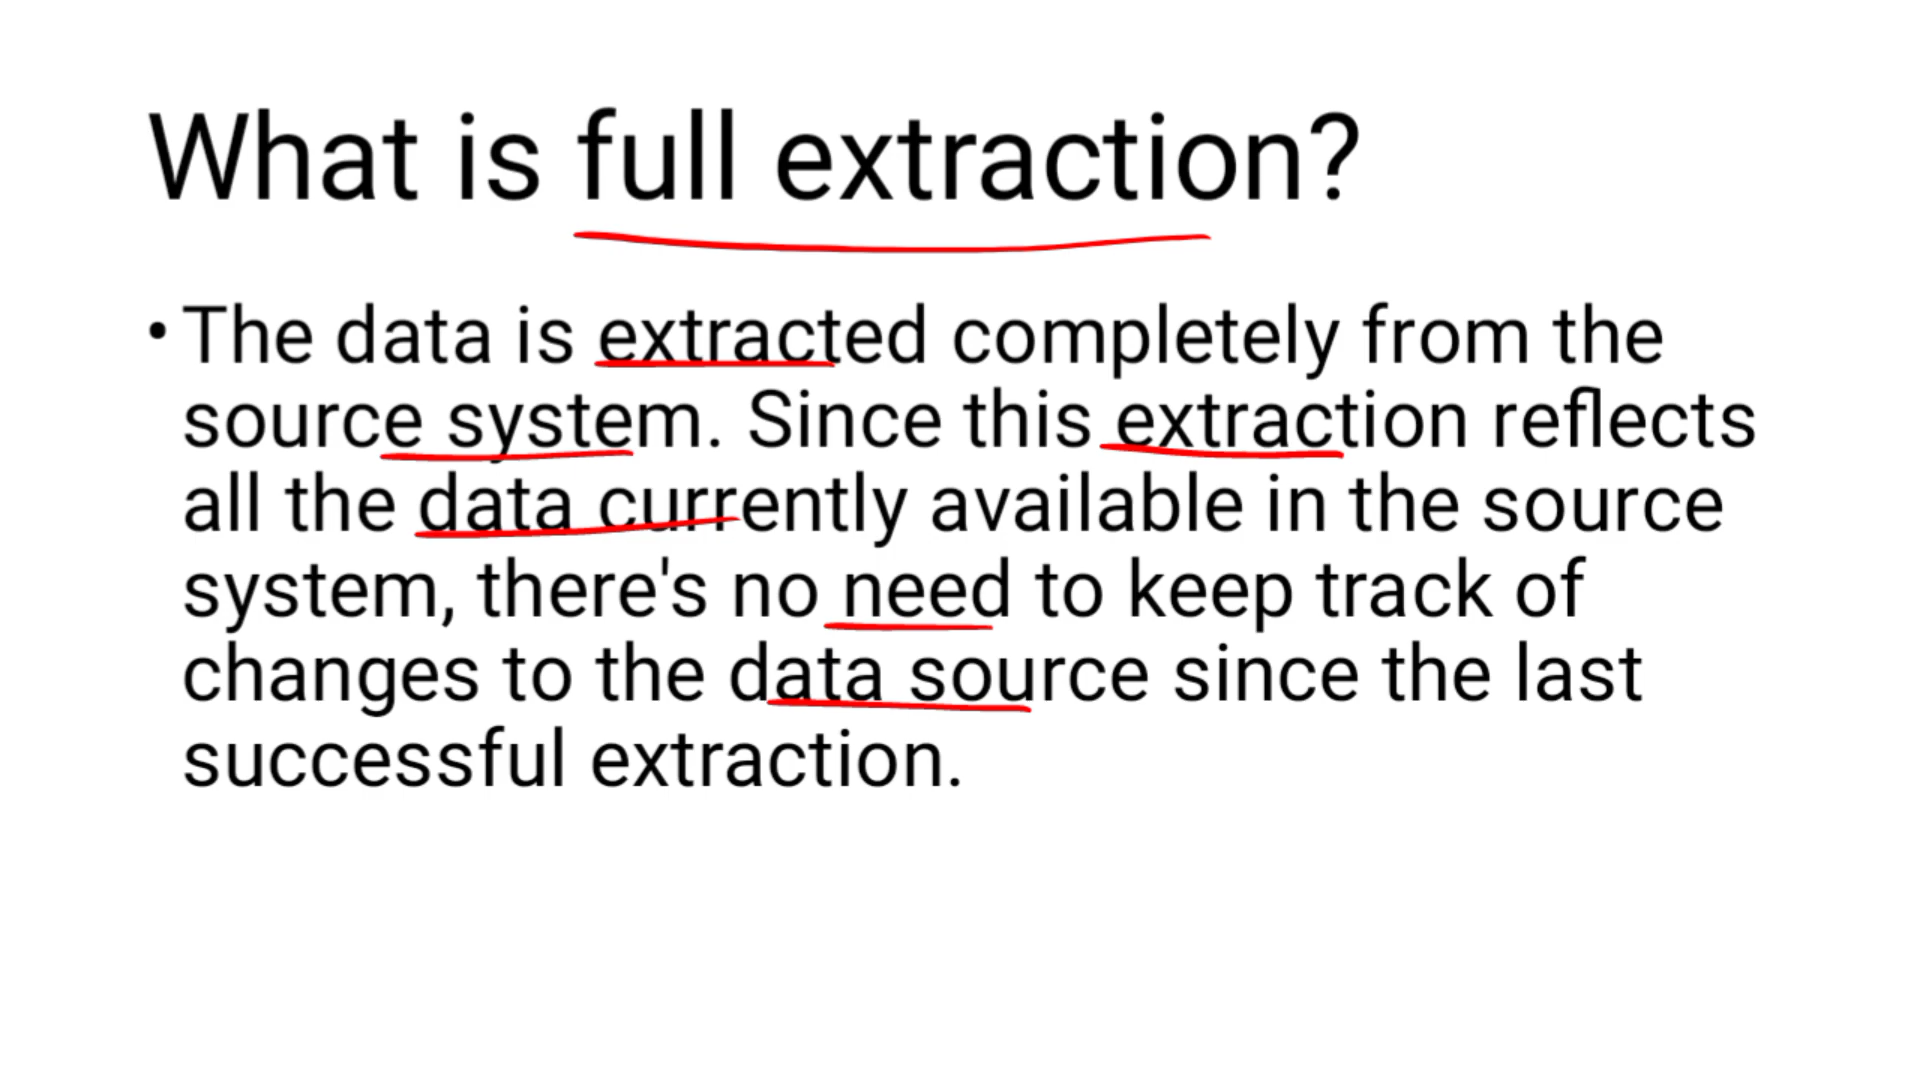 What is full extraction?
• The data is extracted completely from the
source system. Since this extraction reflects
all the data currently available in the source
system, there's no need to keep track of
changes to the data source since the last
successful extraction.